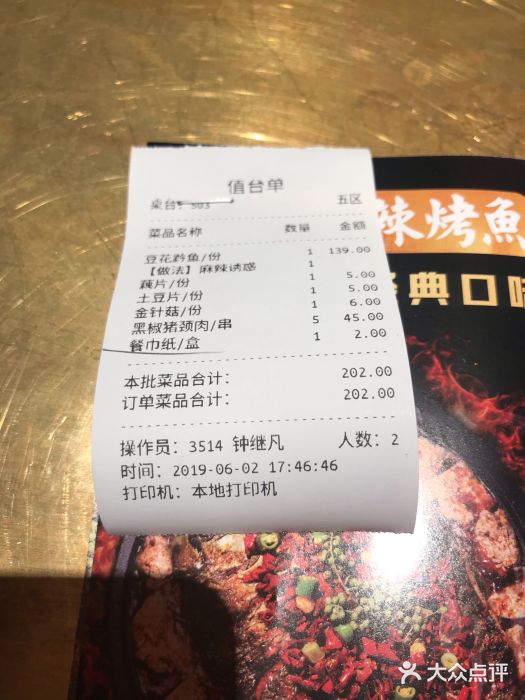 值台单
桌台: 503 五区
菜品名称 数量 金额
豆花黔鱼/份 1 139.00
【做法】麻辣诱惑 1
藕片/份 1 5.00
土豆片/份 1 5.00
金针菇/份 1 6.00
黑椒猪颈肉/串 5 45.00
餐巾纸/盒 1 2.00
本批菜品合计: 202.00
订单菜品合计: 202.00
操作员: 3514 钟继凡 人数: 2
时间: 2019-06-02 17:46:46
打印机: 本地打印机
辣烤魚
经典口味
大众点评